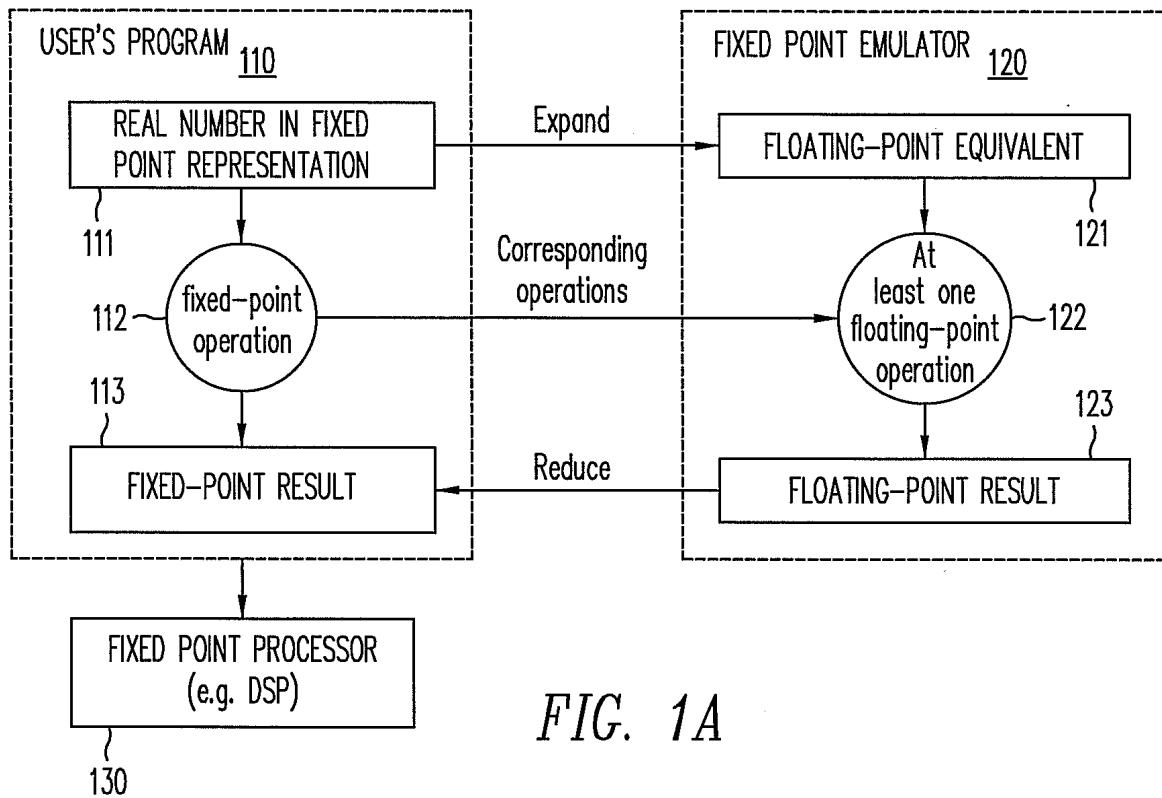 USER'S PROGRAM 110
REAL NUMBER IN FIXED
POINT REPRESENTATION
111
112
fixed-point
operation
113
FIXED-POINT RESULT
Expand
Corresponding
operations
Reduce
FIXED POINT EMULATOR 120
FLOATING-POINT EQUIVALENT
121
At
least one
floating-point
operation
122
123
FLOATING-POINT RESULT
FIXED POINT PROCESSOR
(e.g. DSP)
130
FIG. 1A